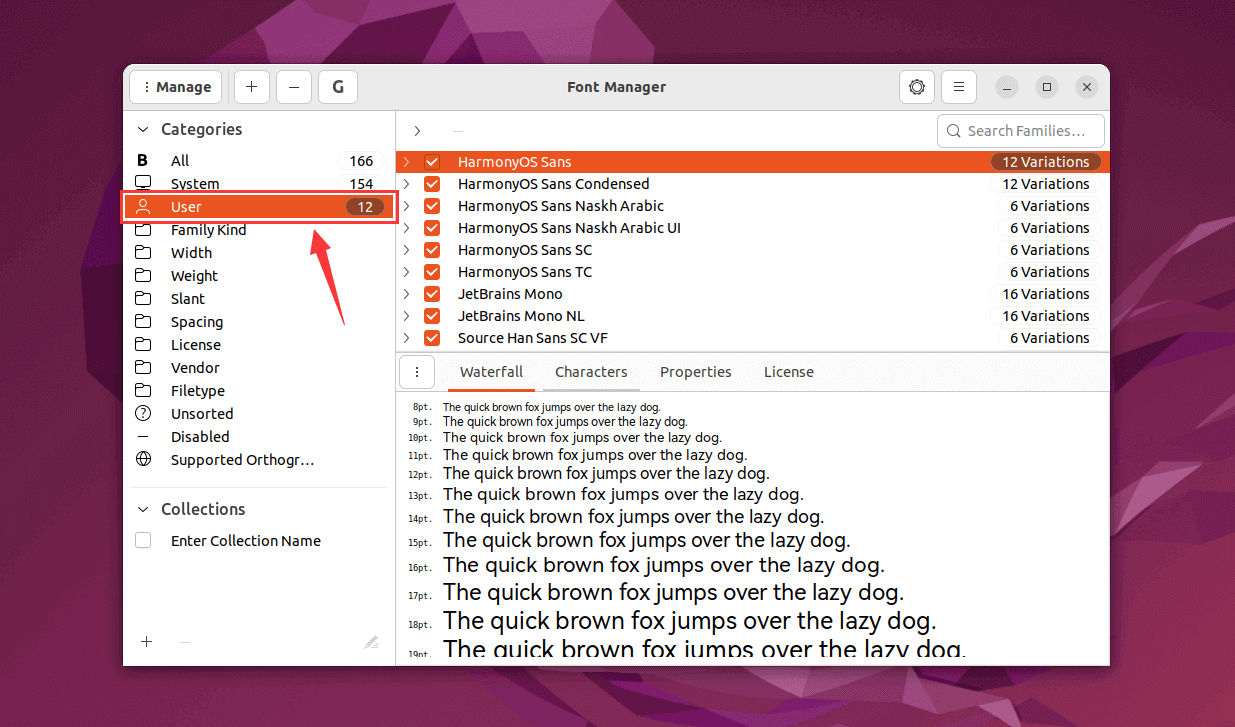 Manage
G
Font Manager
Categories
B All 166
System 154
User 12
Family Kind
Width
Weight
Slant
Spacing
License
Vendor
Filetype
? Unsorted
Disabled
Supported Orthogr…
Collections
Enter Collection Name
Search Families…
HarmonyOS Sans 12 Variations
HarmonyOS Sans Condensed 12 Variations
HarmonyOS Sans Naskh Arabic 6 Variations
HarmonyOS Sans Naskh Arabic UI 6 Variations
HarmonyOS Sans SC 6 Variations
HarmonyOS Sans TC 6 Variations
JetBrains Mono 16 Variations
JetBrains Mono NL 16 Variations
Source Han Sans SC VF 6 Variations
Waterfall Characters Properties License
8pt. The quick brown fox jumps over the lazy dog.
9pt. The quick brown fox jumps over the lazy dog.
10pt. The quick brown fox jumps over the lazy dog.
11pt. The quick brown fox jumps over the lazy dog.
12pt. The quick brown fox jumps over the lazy dog.
13pt. The quick brown fox jumps over the lazy dog.
14pt. The quick brown fox jumps over the lazy dog.
15pt. The quick brown fox jumps over the lazy dog.
16pt. The quick brown fox jumps over the lazy dog.
17pt. The quick brown fox jumps over the lazy dog.
18pt. The quick brown fox jumps over the lazy dog.
19pt. The quick brown fox jumps over the lazy dog.